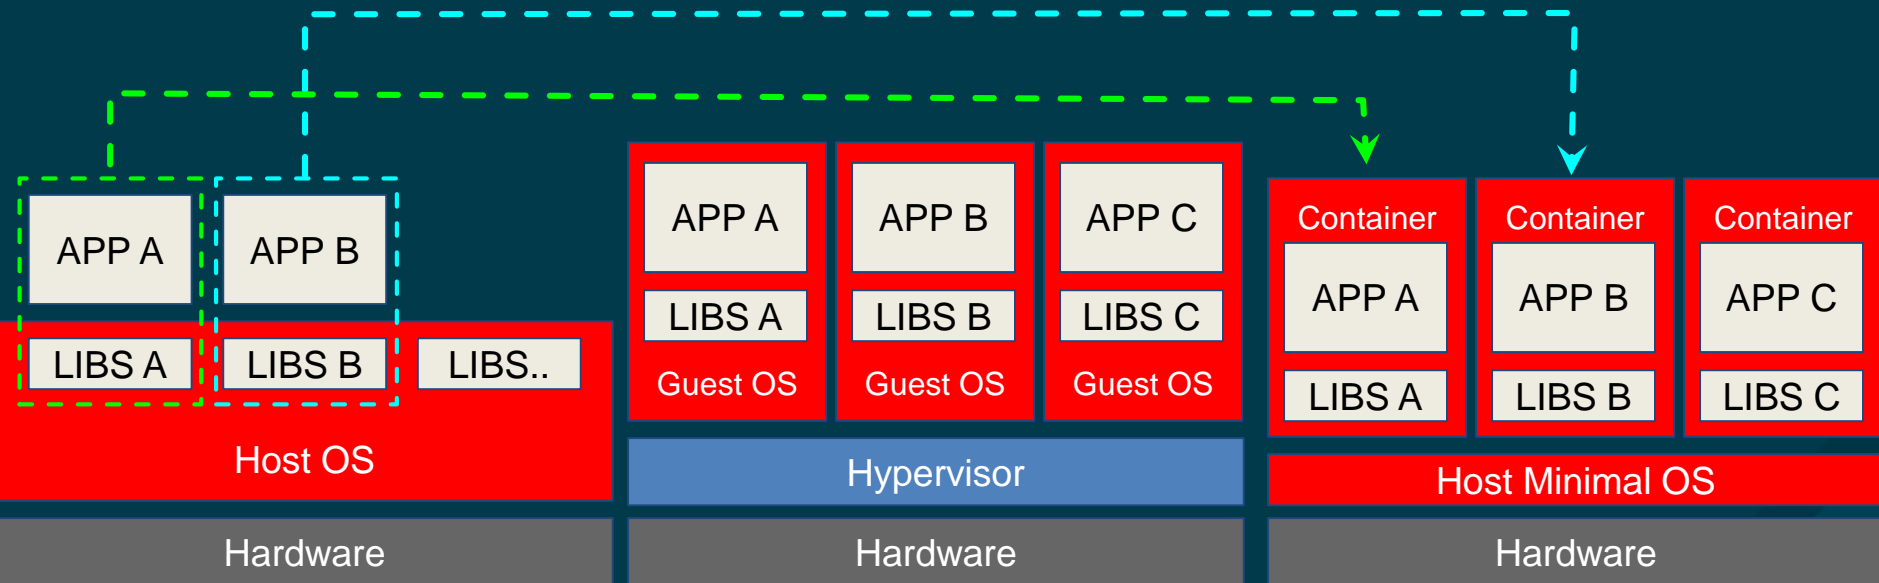 APP A
APP B
LIBS A
LIBS B
LIBS..
Host OS
Hardware
APP A
APP B
APP C
LIBS A
LIBS B
LIBS C
Guest OS
Guest OS
Guest OS
Hypervisor
Hardware
Container
Container
Container
APP A
APP B
APP C
LIBS A
LIBS B
LIBS C
Host Minimal OS
Hardware